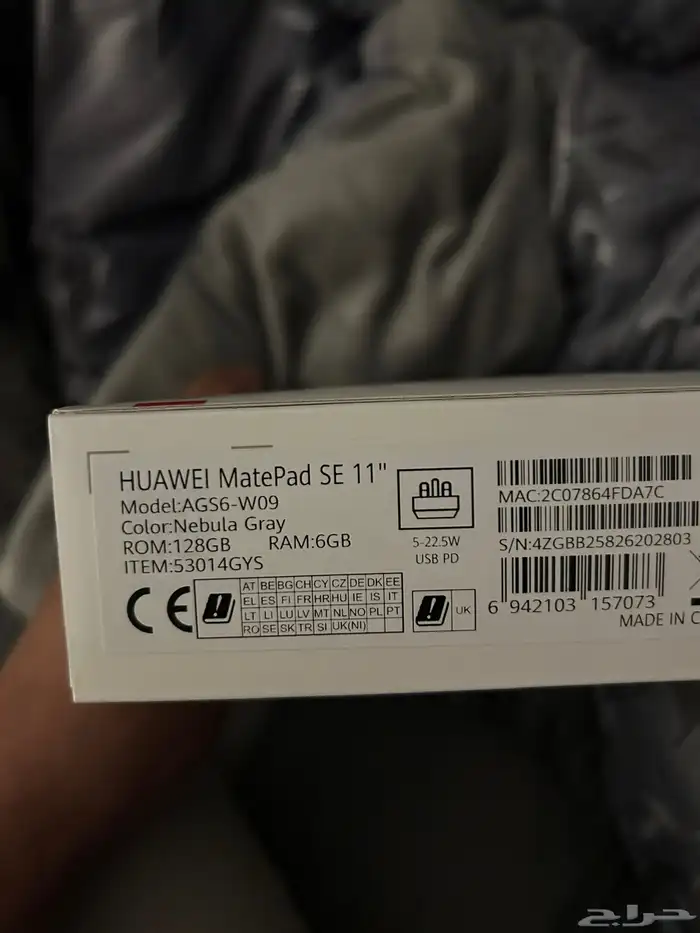 HUAWEI MatePad SE 11"
Model:AGS6-W09
Color:Nebula Gray
ROM:128GB RAM:6GB
ITEM:53014GYS
5-22.5W
USB PD
MAC:2C07864FDA7C
S/N:4ZGBB25826202803
6 942103 157073
MADE IN C
CE
AT BE BG CH CY CZ DE DK EE
EL ES FI FR HR HU IE IS IT
LT LI LU LV MT NL NO PL PT
RO SE SK TR SI UK(NI)
UK
حراج